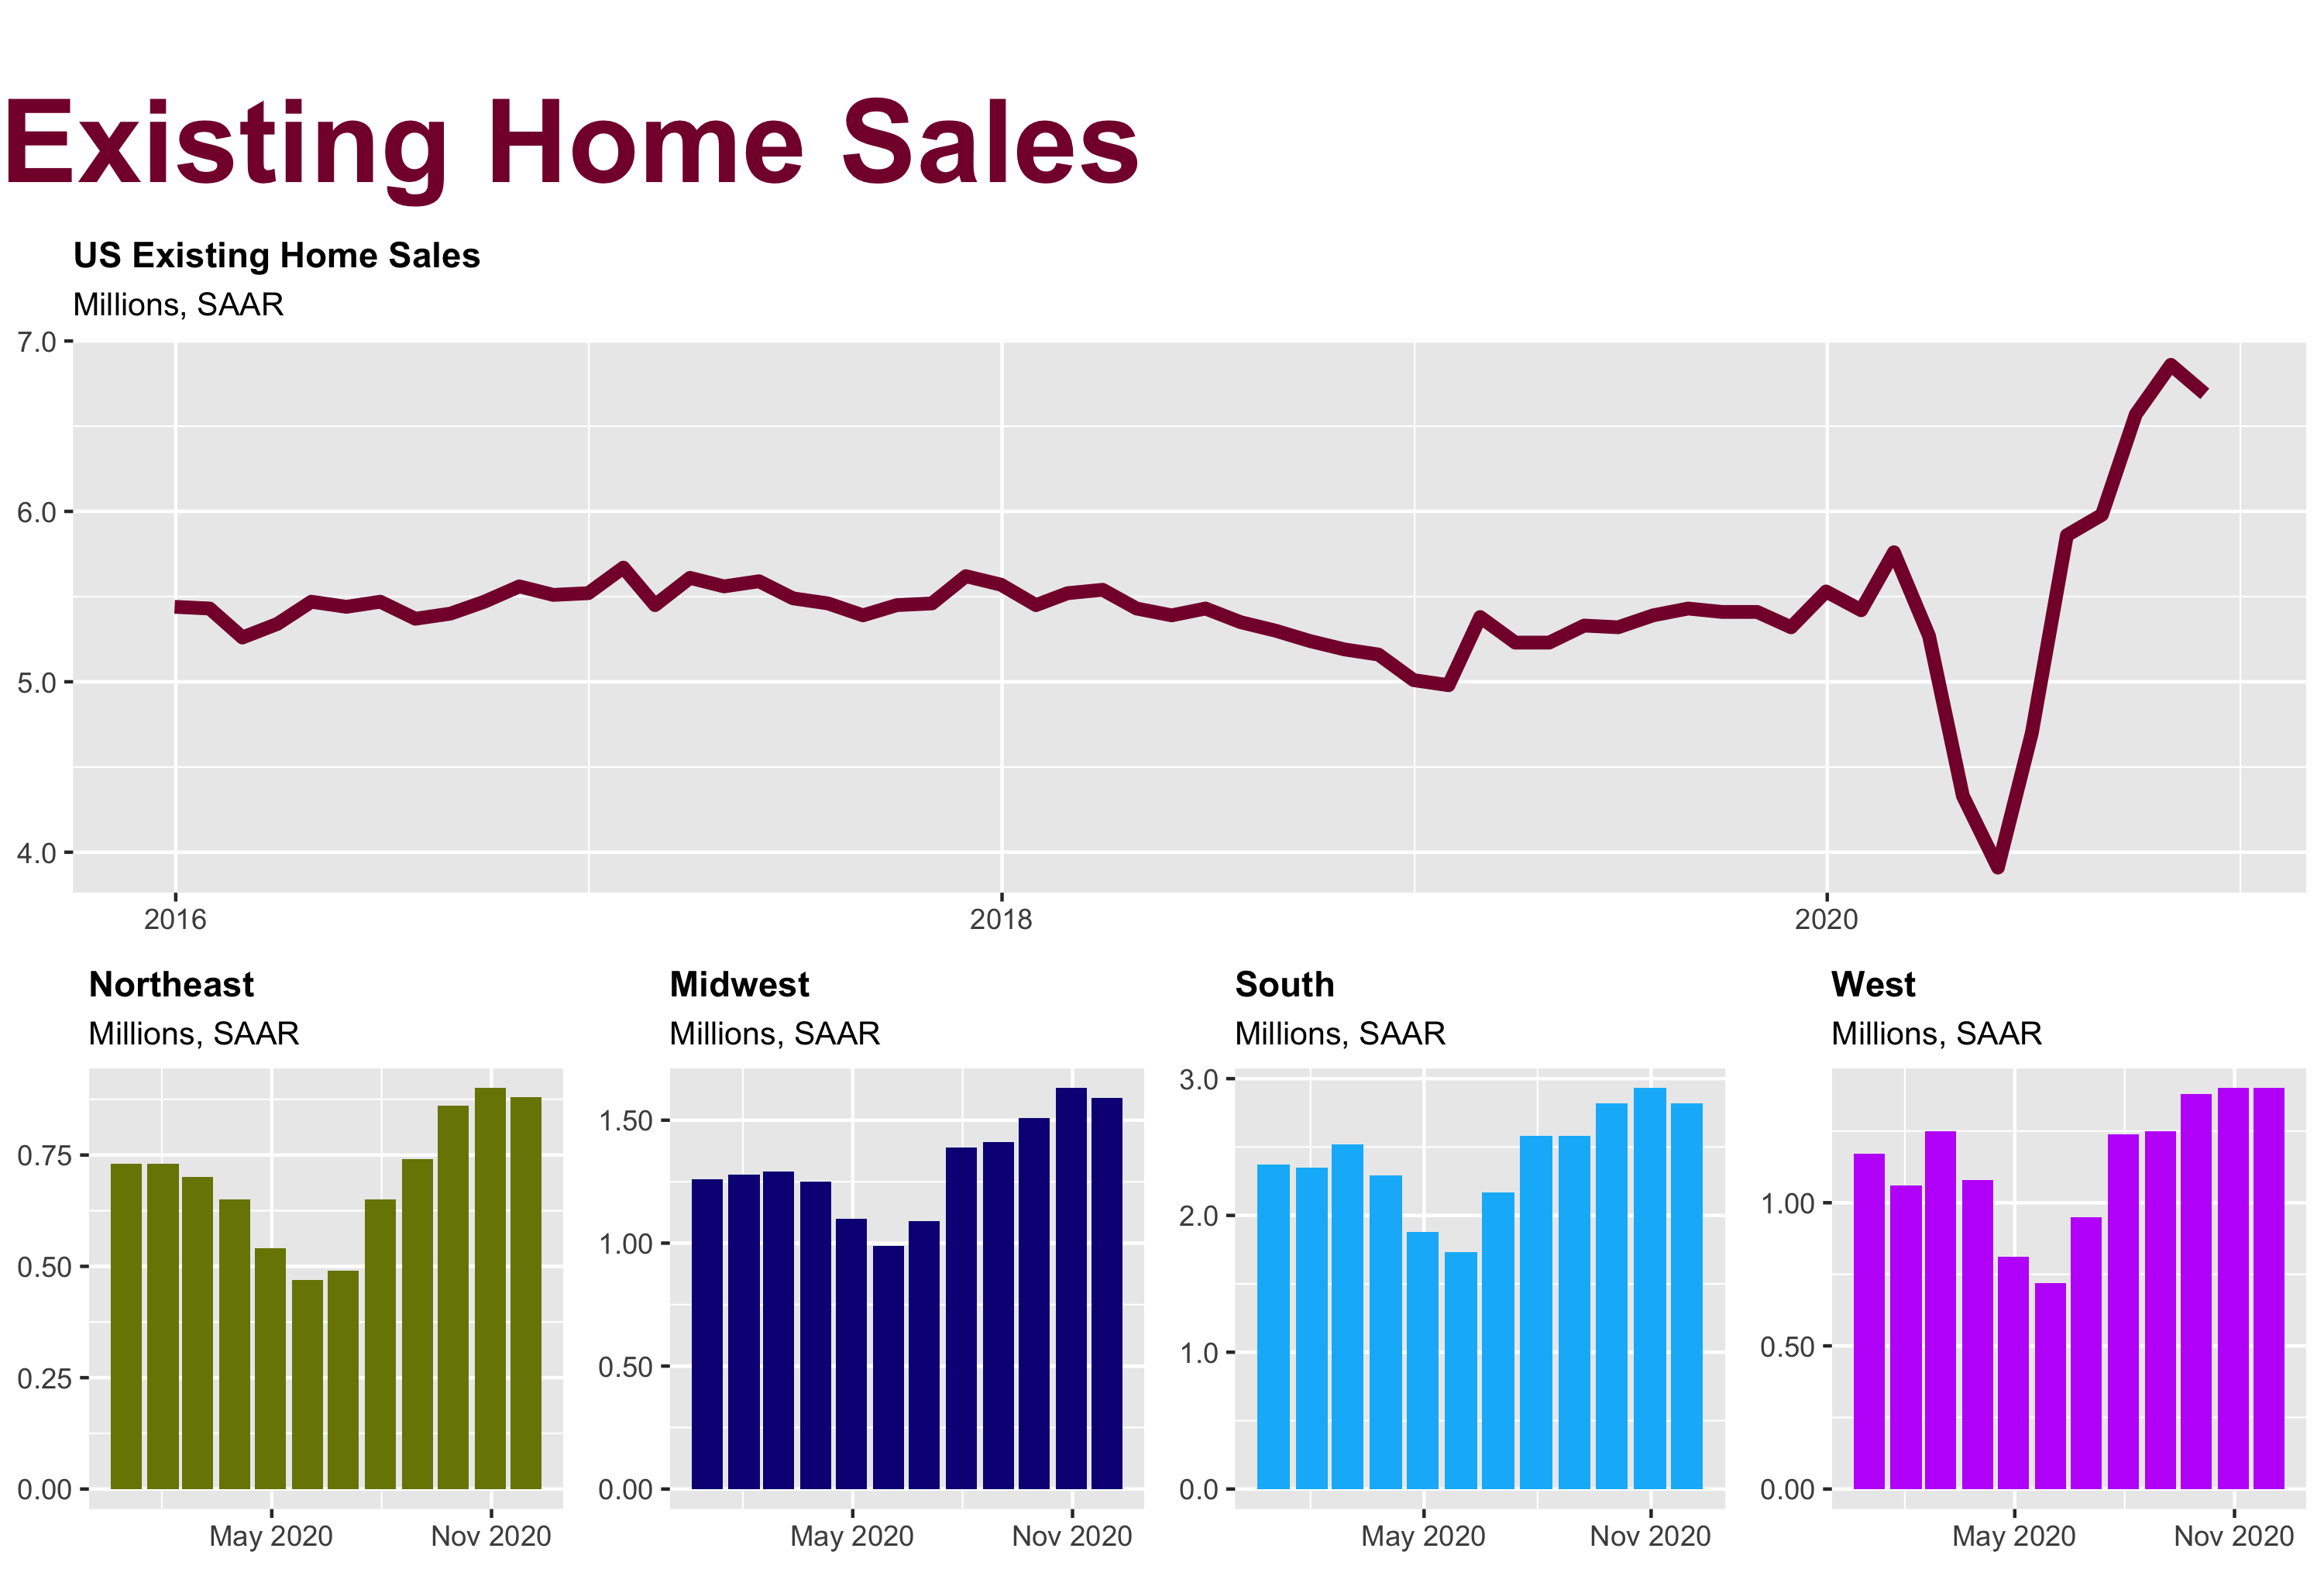 Existing Home Sales
US Existing Home Sales
Millions, SAAR
7.0
6.0
5.0
4.0
2016 2018 2020
Northeast
Millions, SAAR
0.75
0.50
0.25
0.00
May 2020 Nov 2020
Midwest
Millions, SAAR
1.50
1.00
0.50
0.00
May 2020 Nov 2020
South
Millions, SAAR
3.0
2.0
1.0
0.0
May 2020 Nov 2020
West
Millions, SAAR
1.00
0.50
0.00
May 2020 Nov 2020